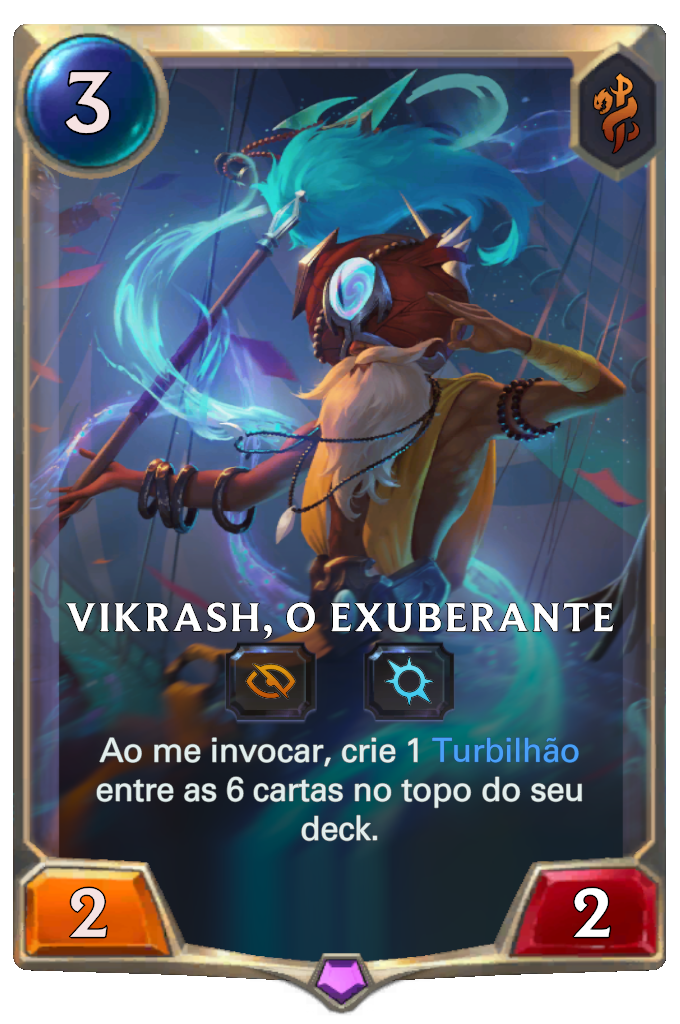 3
VIKRASH, O EXUBERANTE
Ao me invocar, crie 1 Turbilhão
entre as 6 cartas no topo do seu
deck.
2
2